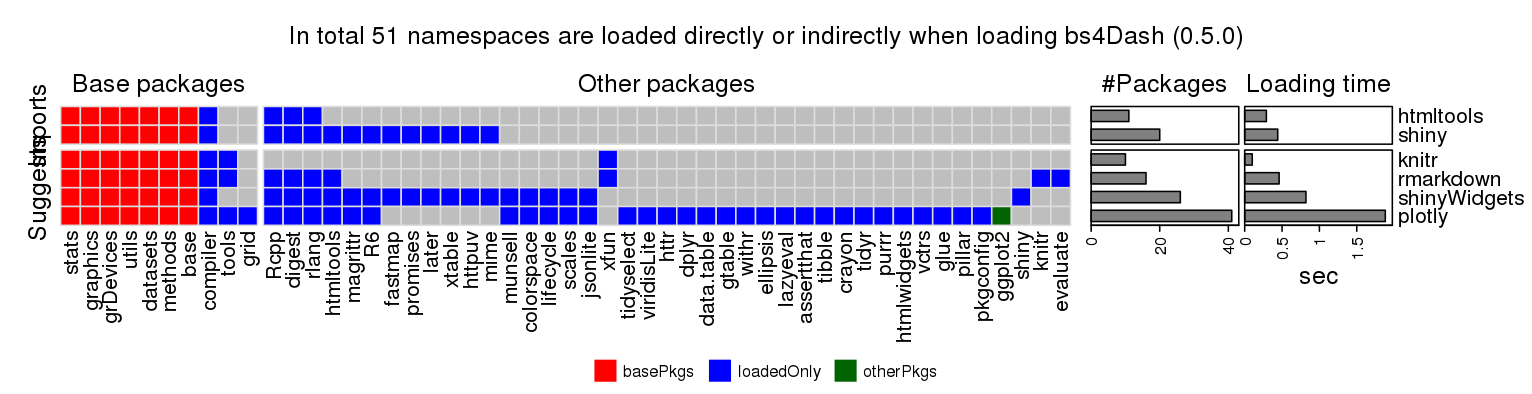 In total 51 namespaces are loaded directly or indirectly when loading bs4Dash (0.5.0)
Base packages
Other packages
#Packages
Loading time
Imports
Suggests
htmltools
shiny
knitr
rmarkdown
shinyWidgets
plotly
stats
graphics
grDevices
utils
datasets
methods
base
compiler
tools
grid
Rcpp
digest
rlang
htmltools
magrittr
R6
fastmap
promises
later
xtable
httpuv
mime
munsell
colorspace
lifecycle
scales
jsonlite
xfun
tidyselect
viridisLite
httr
dplyr
data.table
gtable
withr
ellipsis
lazyeval
assertthat
tibble
crayon
tidyr
purrr
htmlwidgets
vctrs
glue
pillar
pkgconfig
ggplot2
shiny
knitr
evaluate
0
20
40
0
0.5
1
1.5
sec
basePkgs
loadedOnly
otherPkgs